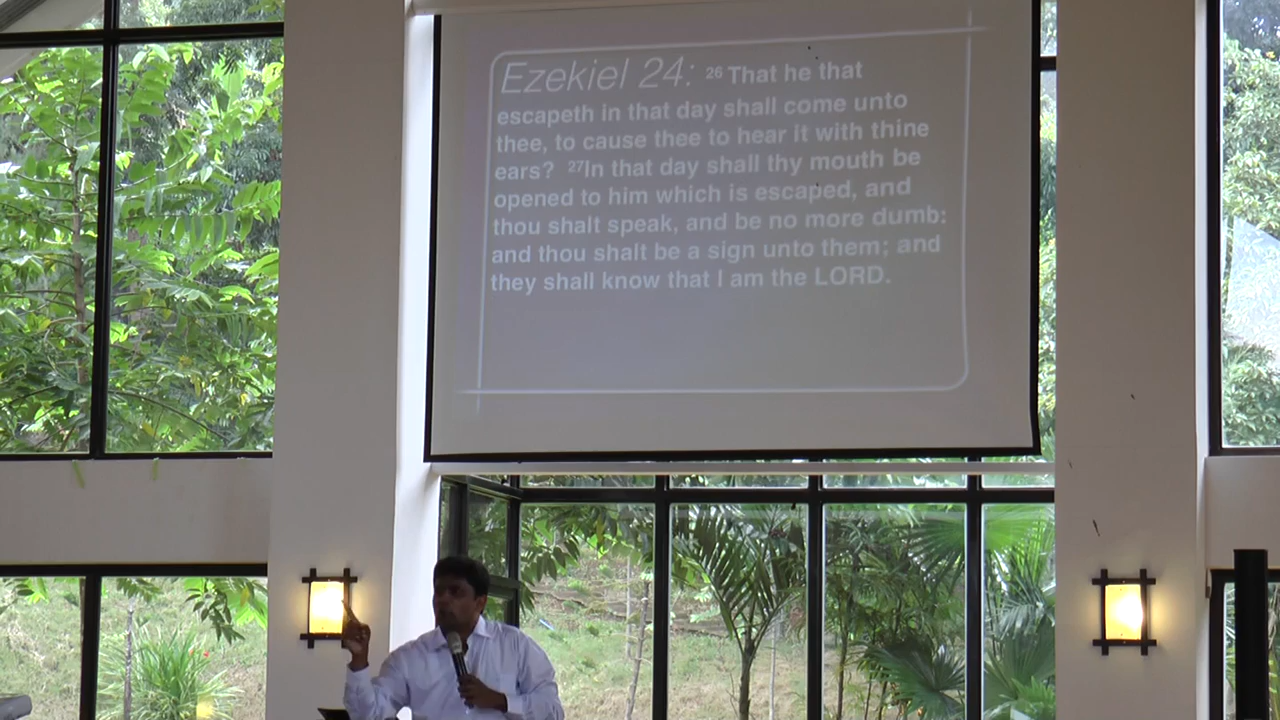 Ezekiel 24: 26 That he that
escapeth in that day shall come unto
thee, to cause thee to hear it with thine
ears? 27In that day shall thy mouth be
opened to him which is escaped, and
thou shalt speak, and be no more dumb:
and thou shalt be a sign unto them; and
they shall know that I am the LORD.